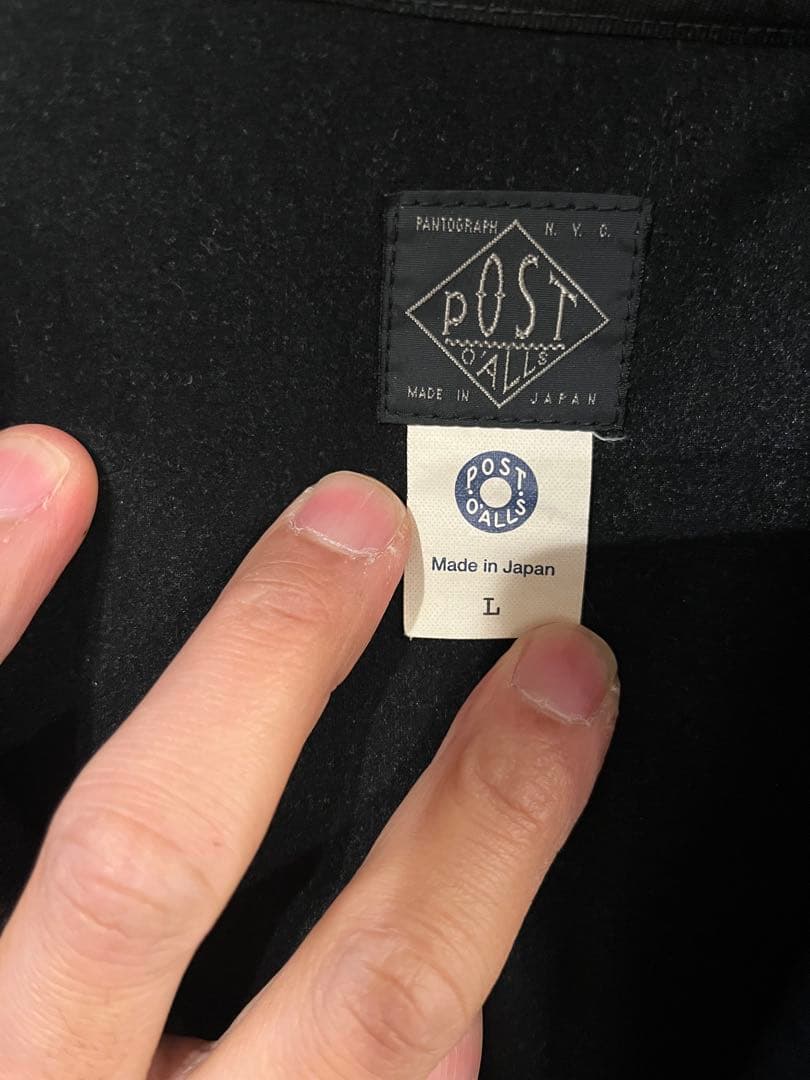 PANTOGRAPH N. Y. C.
POST
O'ALLS
MADE IN JAPAN
POST
O'ALLS
Made in Japan
L